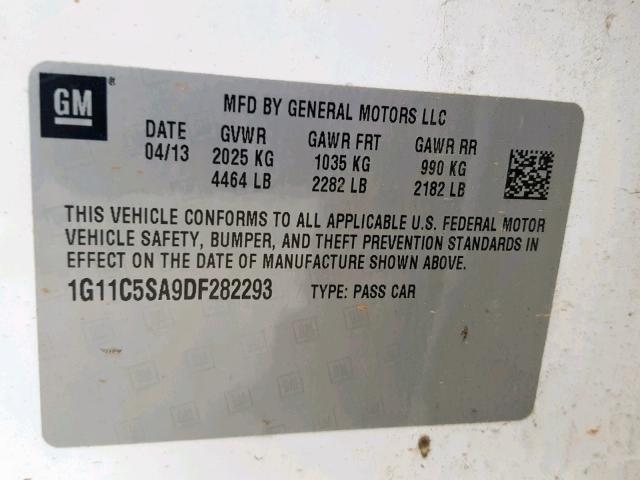 GM
MFD BY GENERAL MOTORS LLC
DATE GVWR GAWR FRT GAWR RR
04/13 2025 KG 1035 KG 990 KG
4464 LB 2282 LB 2182 LB
THIS VEHICLE CONFORMS TO ALL APPLICABLE U.S. FEDERAL MOTOR
VEHICLE SAFETY, BUMPER, AND THEFT PREVENTION STANDARDS IN
EFFECT ON THE DATE OF MANUFACTURE SHOWN ABOVE.
1G11C5SA9DF282293 TYPE: PASS CAR